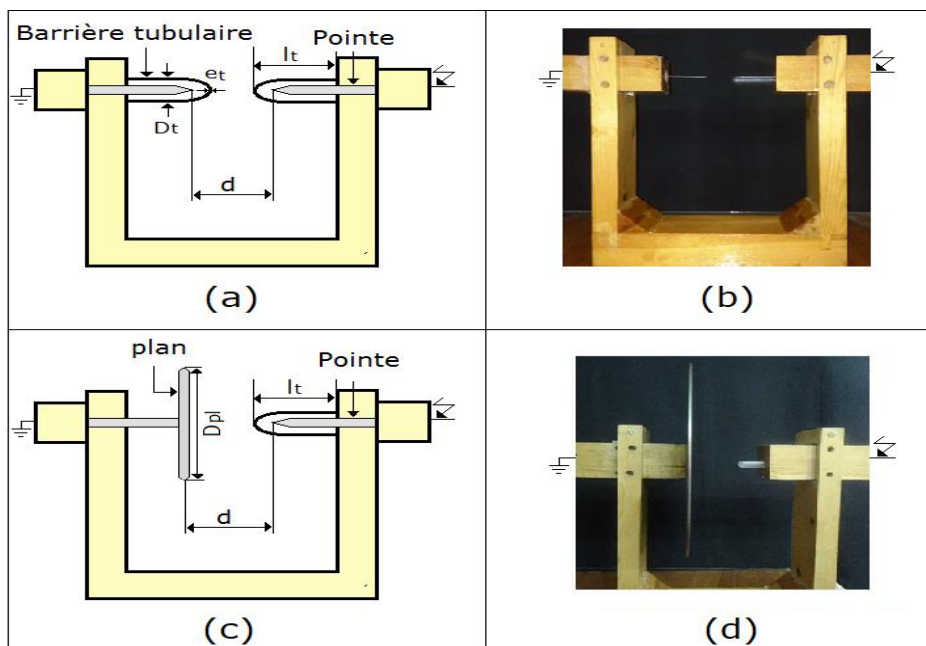 Barrière tubulaire
Pointe
lt
et
Dt
d
(a)
(b)
plan
Pointe
lt
Dpl
d
(c)
(d)